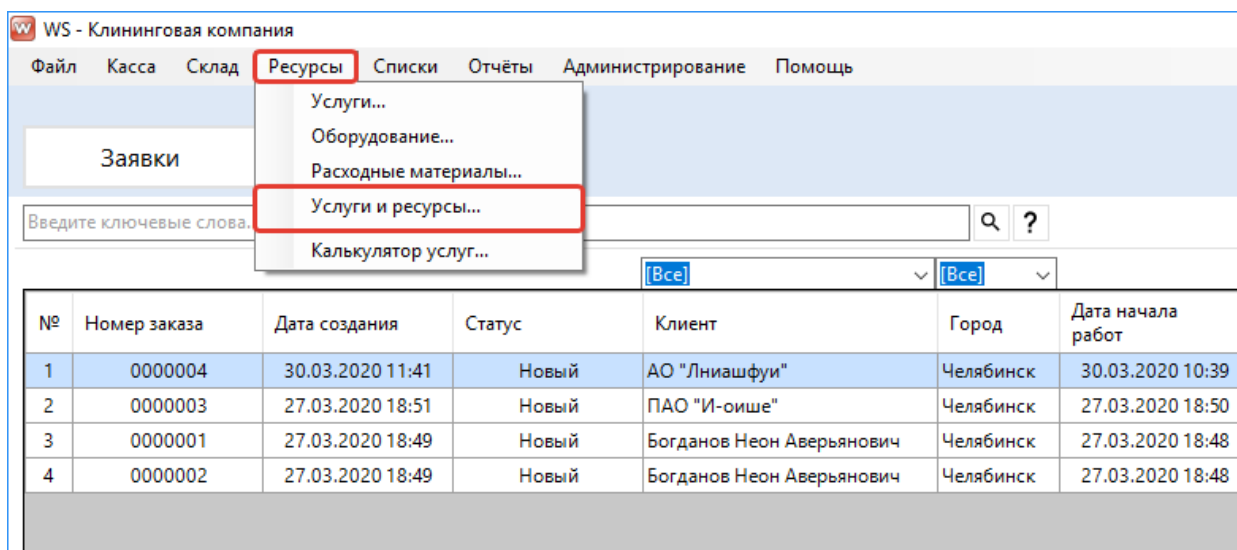 WS - Клининговая компания
Файл Касса Склад Ресурсы Списки Отчёты Администрирование Помощь
Услуги...
Оборудование...
Заявки
Расходные материалы...
Услуги и ресурсы...
Введите ключевые слова.. ?
Калькулятор услуг...
[Все] [Все]
№ Номер заказа Дата создания Статус Клиент Город Дата начала работ
1 0000004 30.03.2020 11:41 Новый АО "Лниашфуи" Челябинск 30.03.2020 10:39
2 0000003 27.03.2020 18:51 Новый ПАО "И-оише" Челябинск 27.03.2020 18:50
3 0000001 27.03.2020 18:49 Новый Богданов Неон Аверьянович Челябинск 27.03.2020 18:48
4 0000002 27.03.2020 18:49 Новый Богданов Неон Аверьянович Челябинск 27.03.2020 18:48